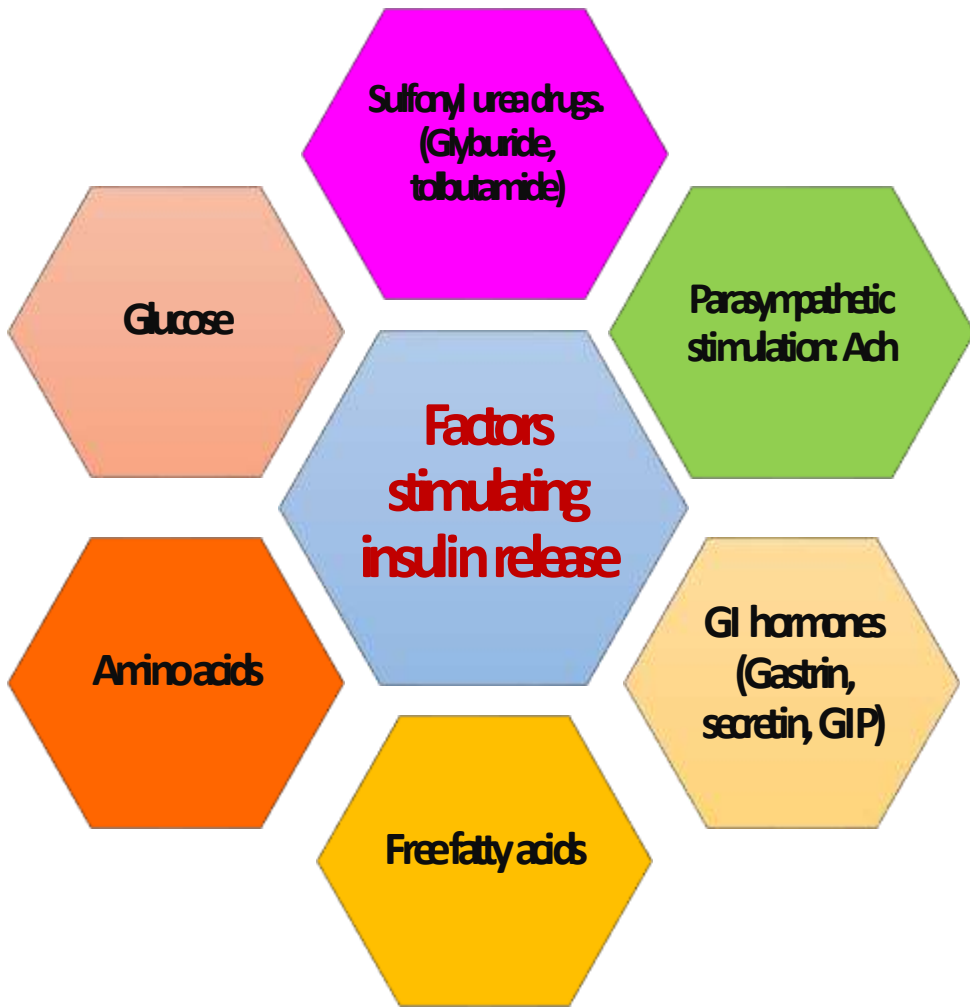 Sulfonyl urea drugs.
(Glyburide,
tolbutamide)
Glucose
Parasympathetic
stimulation: Ach
Factors
stimulating
insulin release
Amino acids
GI hormones
(Gastrin,
secretin, GIP)
Free fatty acids